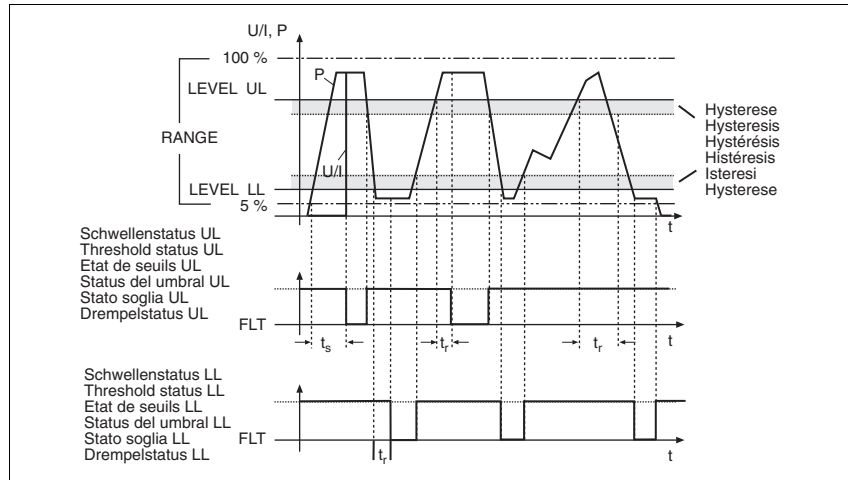 U/I, P
100 %
P
LEVEL UL
RANGE
U/I
LEVEL LL
5 %
t
Hysterese
Hysteresis
Hystérésis
Histéresis
Isteresi
Hysterese
Schwellenstatus UL
Threshold status UL
Etat de seuils UL
Status del umbral UL
Stato soglia UL
Drempelstatus UL
FLT
ts
tr
tr
t
Schwellenstatus LL
Threshold status LL
Etat de seuils LL
Status del umbral LL
Stato soglia LL
Drempelstatus LL
FLT
tr
t